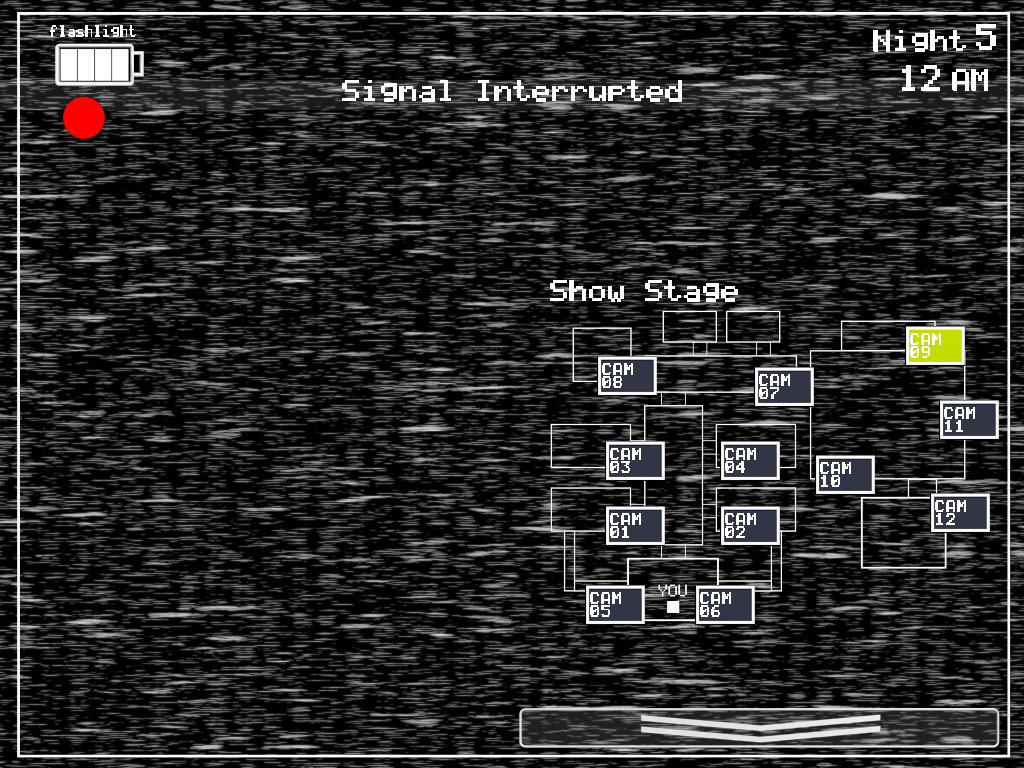 flashlight
Night 5
12 AM
Signal Interrupted
Show Stage
CAM 09
CAM 08
CAM 07
CAM 11
CAM 03
CAM 04
CAM 10
CAM 12
CAM 01
CAM 02
YOU
CAM 05
CAM 06